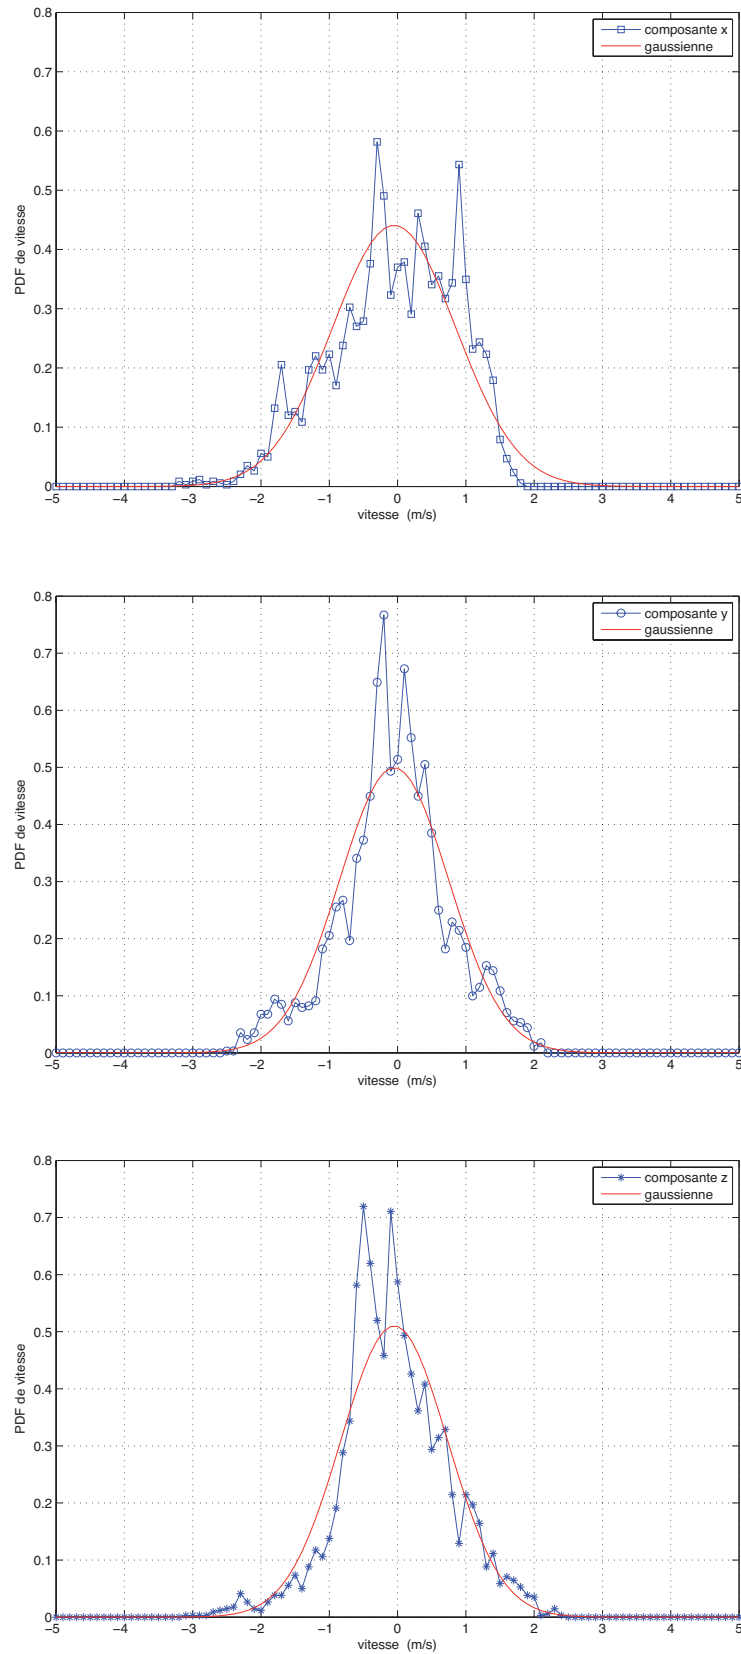 0.8
0.7
0.6
0.5
0.4
0.3
0.2
0.1
0
PDF de vitesse
composante x
gaussienne
−5 −4 −3 −2 −1 0 1 2 3 4 5
vitesse (m/s)
0.8
0.7
0.6
0.5
0.4
0.3
0.2
0.1
0
PDF de vitesse
composante y
gaussienne
−5 −4 −3 −2 −1 0 1 2 3 4 5
vitesse (m/s)
0.8
0.7
0.6
0.5
0.4
0.3
0.2
0.1
0
PDF de vitesse
composante z
gaussienne
−5 −4 −3 −2 −1 0 1 2 3 4 5
vitesse (m/s)